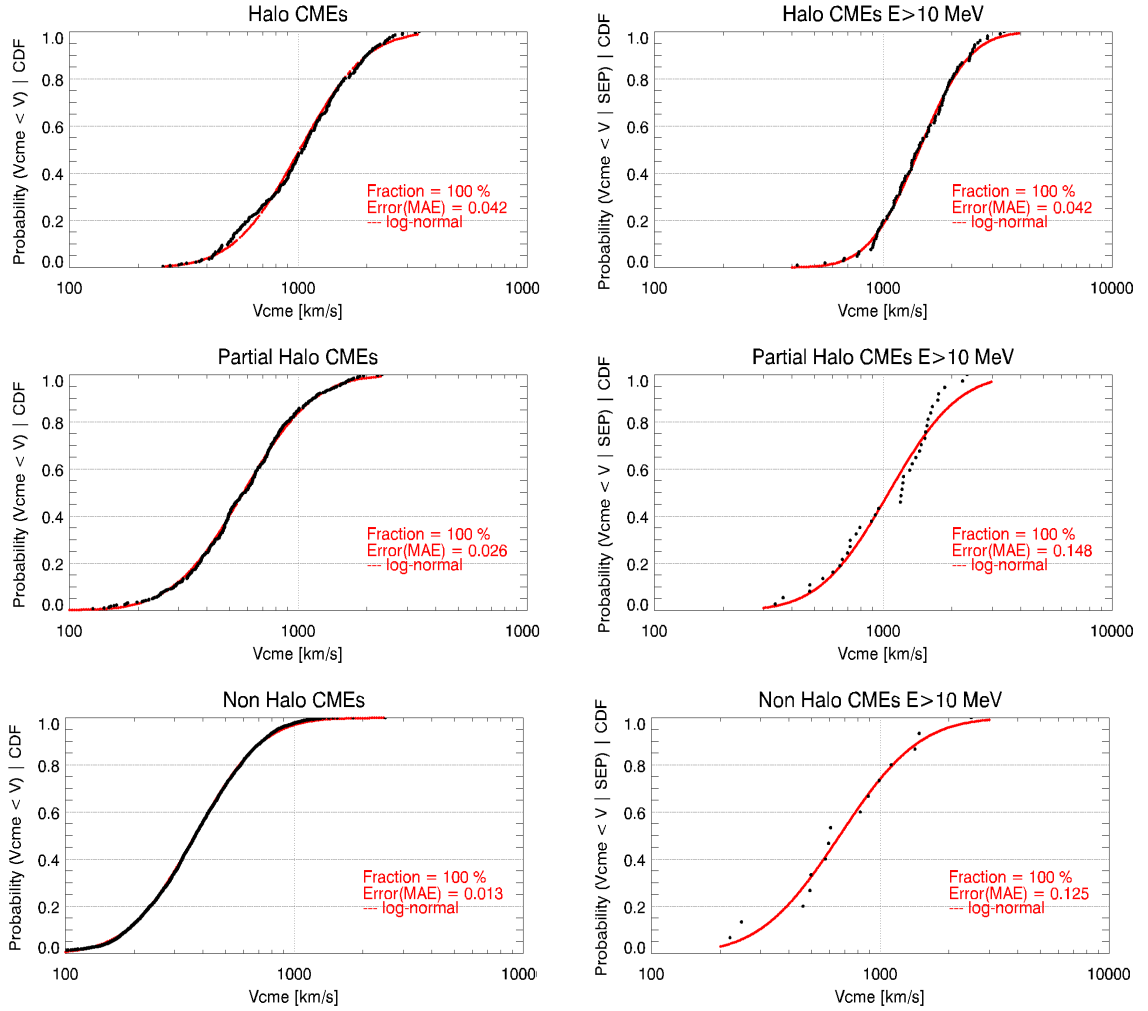 Halo CMEs
Probability (Vcme < V) | CDF
1.0
0.8
0.6
0.4
0.2
0.0
Fraction = 100 %
Error(MAE) = 0.042
--- log-normal
100
1000
1000
Vcme [km/s]
Halo CMEs E>10 MeV
Probability (Vcme < V | SEP) | CDF
1.0
0.8
0.6
0.4
0.2
0.0
Fraction = 100 %
Error(MAE) = 0.042
--- log-normal
100
1000
10000
Vcme [km/s]
Partial Halo CMEs
Probability (Vcme < V) | CDF
1.0
0.8
0.6
0.4
0.2
0.0
Fraction = 100 %
Error(MAE) = 0.026
--- log-normal
100
1000
1000
Vcme [km/s]
Partial Halo CMEs E>10 MeV
Probability (Vcme < V | SEP) | CDF
1.0
0.8
0.6
0.4
0.2
0.0
Fraction = 100 %
Error(MAE) = 0.148
--- log-normal
100
1000
10000
Vcme [km/s]
Non Halo CMEs
Probability (Vcme < V) | CDF
1.0
0.8
0.6
0.4
0.2
0.0
Fraction = 100 %
Error(MAE) = 0.013
--- log-normal
100
1000
1000
Vcme [km/s]
Non Halo CMEs E>10 MeV
Probability (Vcme < V | SEP) | CDF
1.0
0.8
0.6
0.4
0.2
0.0
Fraction = 100 %
Error(MAE) = 0.125
--- log-normal
100
1000
10000
Vcme [km/s]